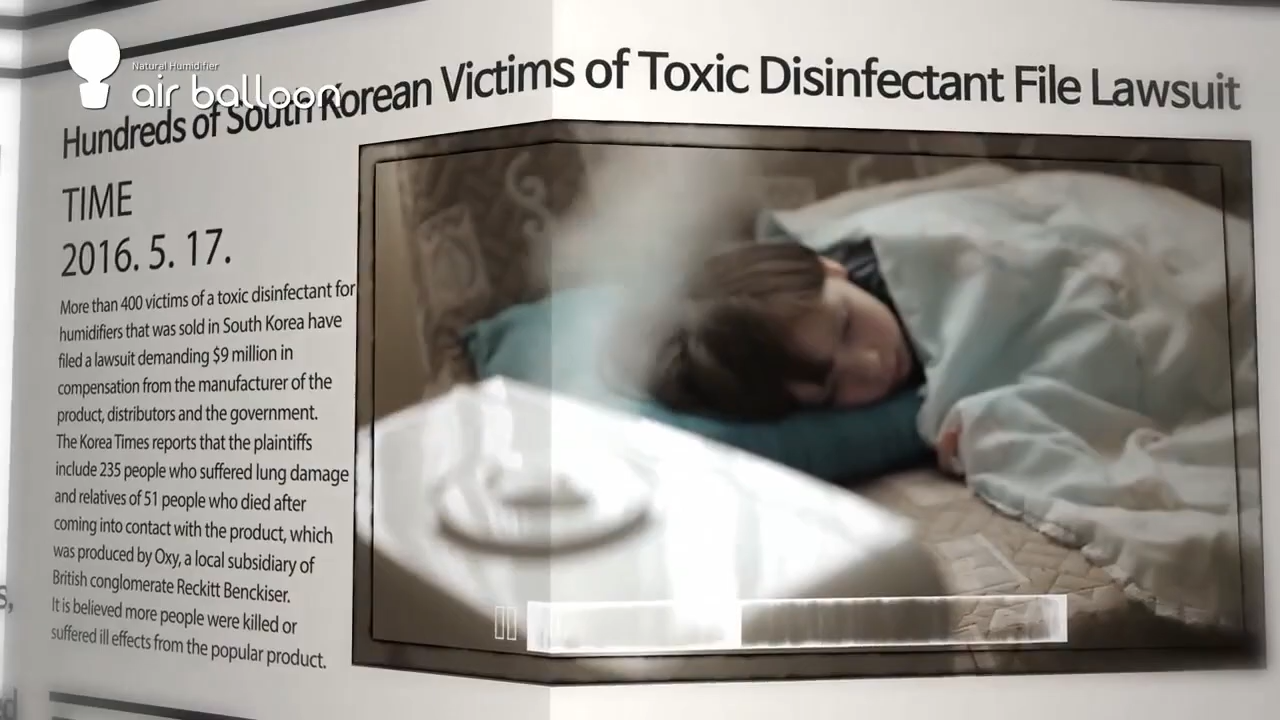 Natural Humidifier
air balloon
Hundreds of South Korean Victims of Toxic Disinfectant File Lawsuit
TIME
2016. 5. 17.
More than 400 victims of a toxic disinfectant for
humidifiers that was sold in South Korea have
filed a lawsuit demanding $9 million in
compensation from the manufacturer of the
product, distributors and the government.
The Korea Times reports that the plaintiffs
include 235 people who suffered lung damage
and relatives of 51 people who died after
coming into contact with the product, which
was produced by Oxy, a local subsidiary of
British conglomerate Reckitt Benckiser.
It is believed more people were killed or
suffered ill effects from the popular product.